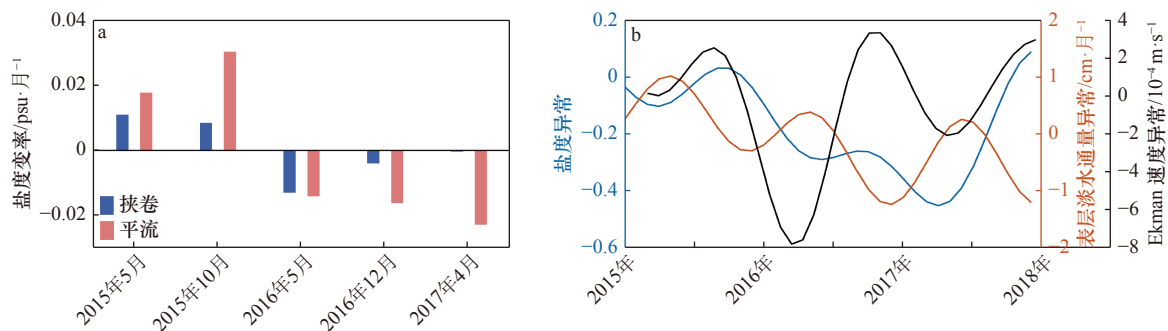 a
盐度变率/psu·月⁻¹
0.04
0.02
0
−0.02
挟卷
平流
2015年5月
2015年10月
2016年5月
2016年12月
2017年4月
b
盐度异常
0.2
0
−0.2
−0.4
−0.6
2015年
2016年
2017年
2018年
2
1
0
−1
−2
表层淡水通量异常/cm·月⁻¹
4
2
0
−2
−4
−6
−8
Ekman 速度异常/10⁻⁴ m·s⁻¹